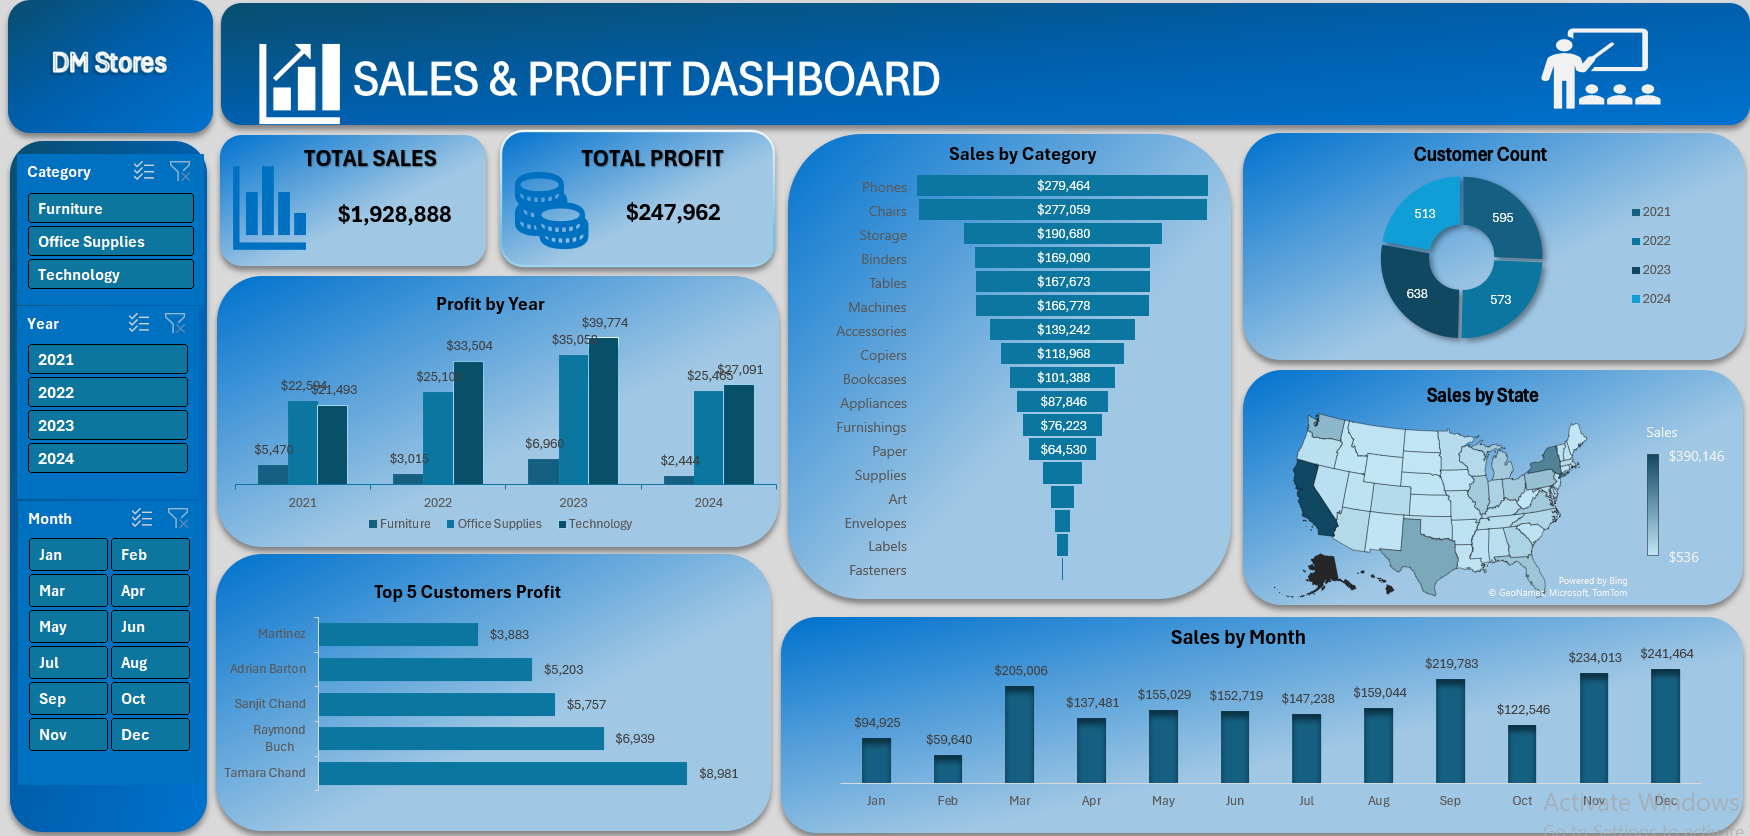 DM Stores
SALES & PROFIT DASHBOARD
Category
Furniture
Office Supplies
Technology
Year
2021
2022
2023
2024
Month
Jan Feb
Mar Apr
May Jun
Jul Aug
Sep Oct
Nov Dec
TOTAL SALES
$1,928,888
TOTAL PROFIT
$247,962
Profit by Year
$5,470 $22,594 $21,493
$3,015 $25,10 $33,504
$6,960 $35,05 $39,774
$2,444 $25,465 $27,091
2021 2022 2023 2024
Furniture Office Supplies Technology
Top 5 Customers Profit
Martinez $3,883
Adrian Barton $5,203
Sanjit Chand $5,757
Raymond
Buch $6,939
Tamara Chand $8,981
Sales by Category
Phones $279,464
Chairs $277,059
Storage $190,680
Binders $169,090
Tables $167,673
Machines $166,778
Accessories $139,242
Copiers $118,968
Bookcases $101,388
Appliances $87,846
Furnishings $76,223
Paper $64,530
Supplies
Art
Envelopes
Labels
Fasteners
Customer Count
513 595
638 573
2021
2022
2023
2024
Sales by State
Sales
$390,146
$536
Powered by Bing
© GeoNames, Microsoft, TomTom
Sales by Month
$94,925 $59,640 $205,006 $137,481 $155,029 $152,719 $147,238 $159,044 $219,783 $122,546 $234,013 $241,464
Jan Feb Mar Apr May Jun Jul Aug Sep Oct Nov Dec
Activate Windows
Go to Settings to activate